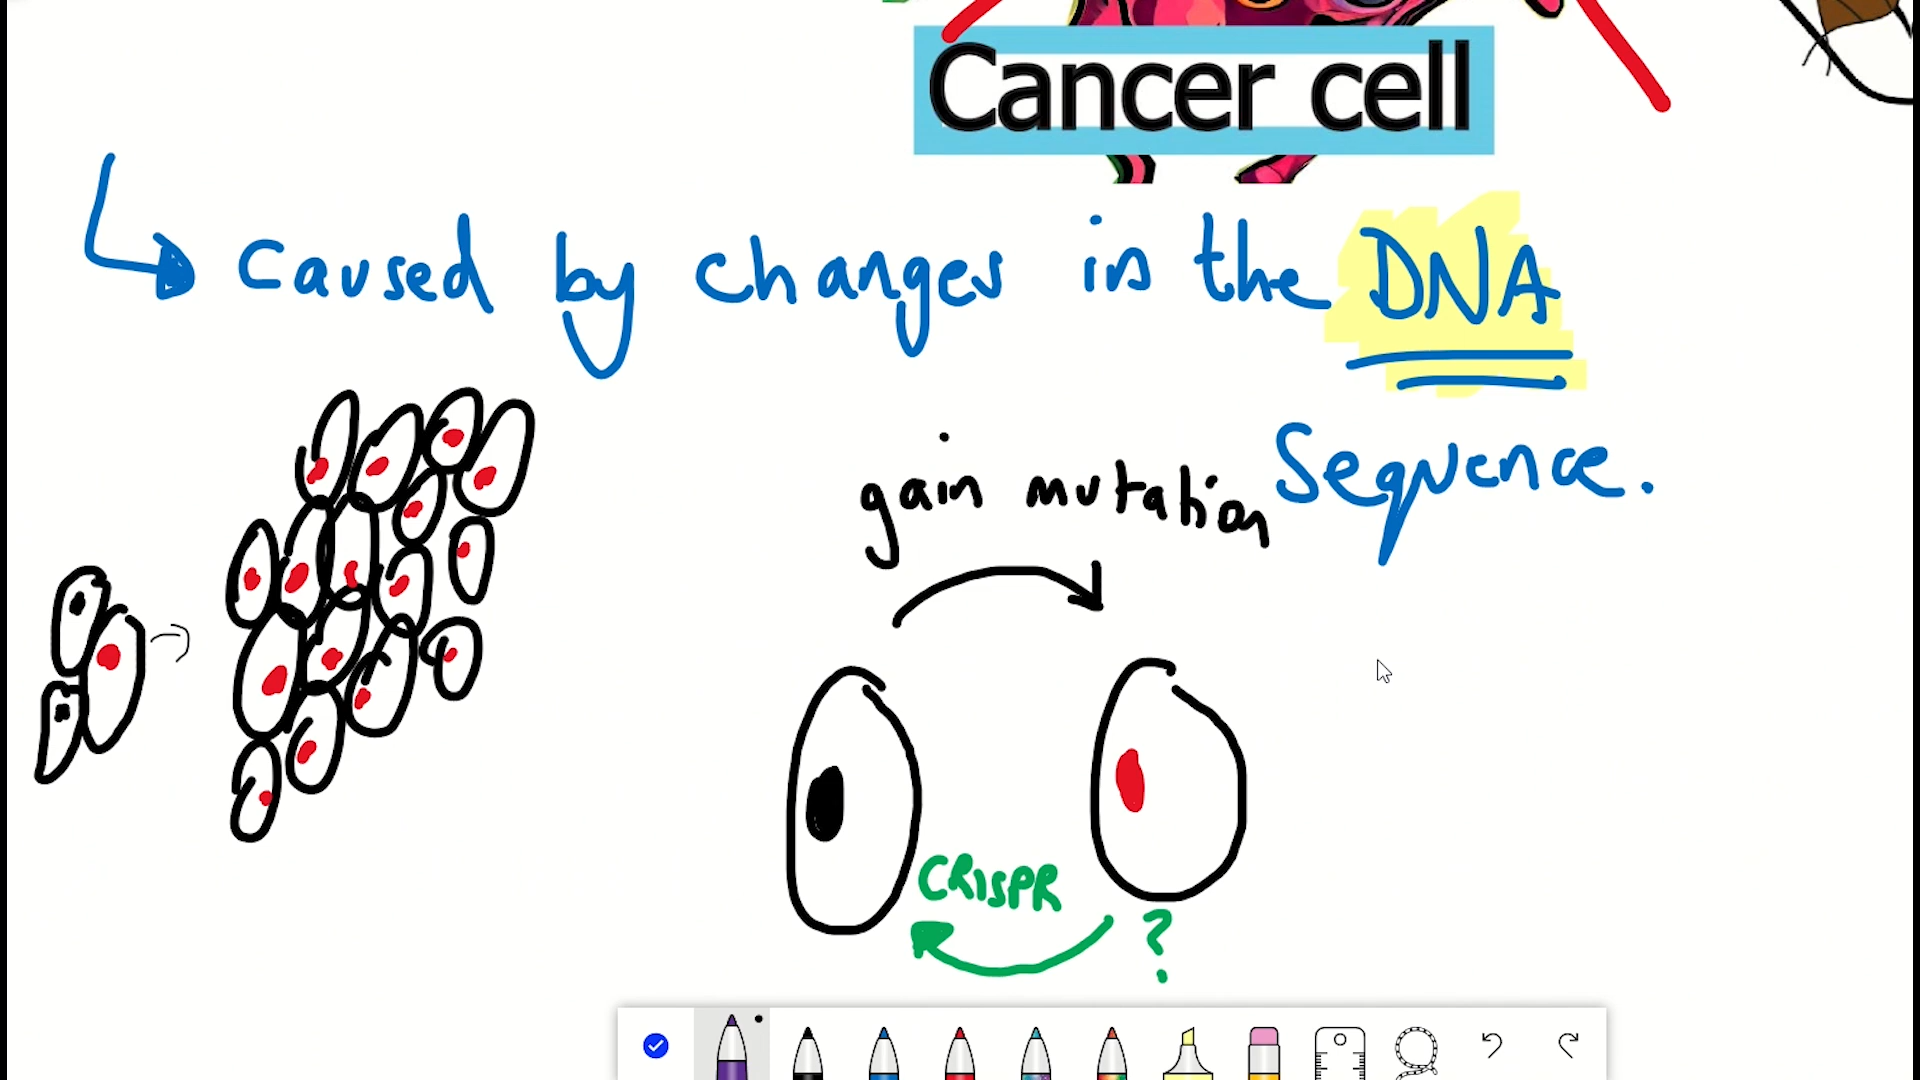 Cancer cell
caused by changes in the DNA
sequence.
gain mutation
CRISPR
?